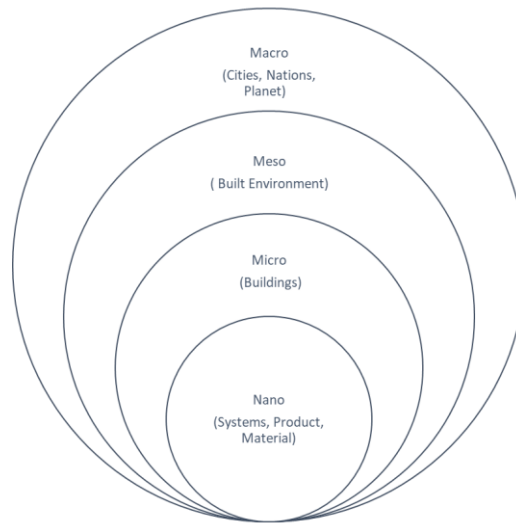 Macro
(Cities, Nations,
Planet)
Meso
( Built Environment)
Micro
(Buildings)
Nano
(Systems, Product,
Material)